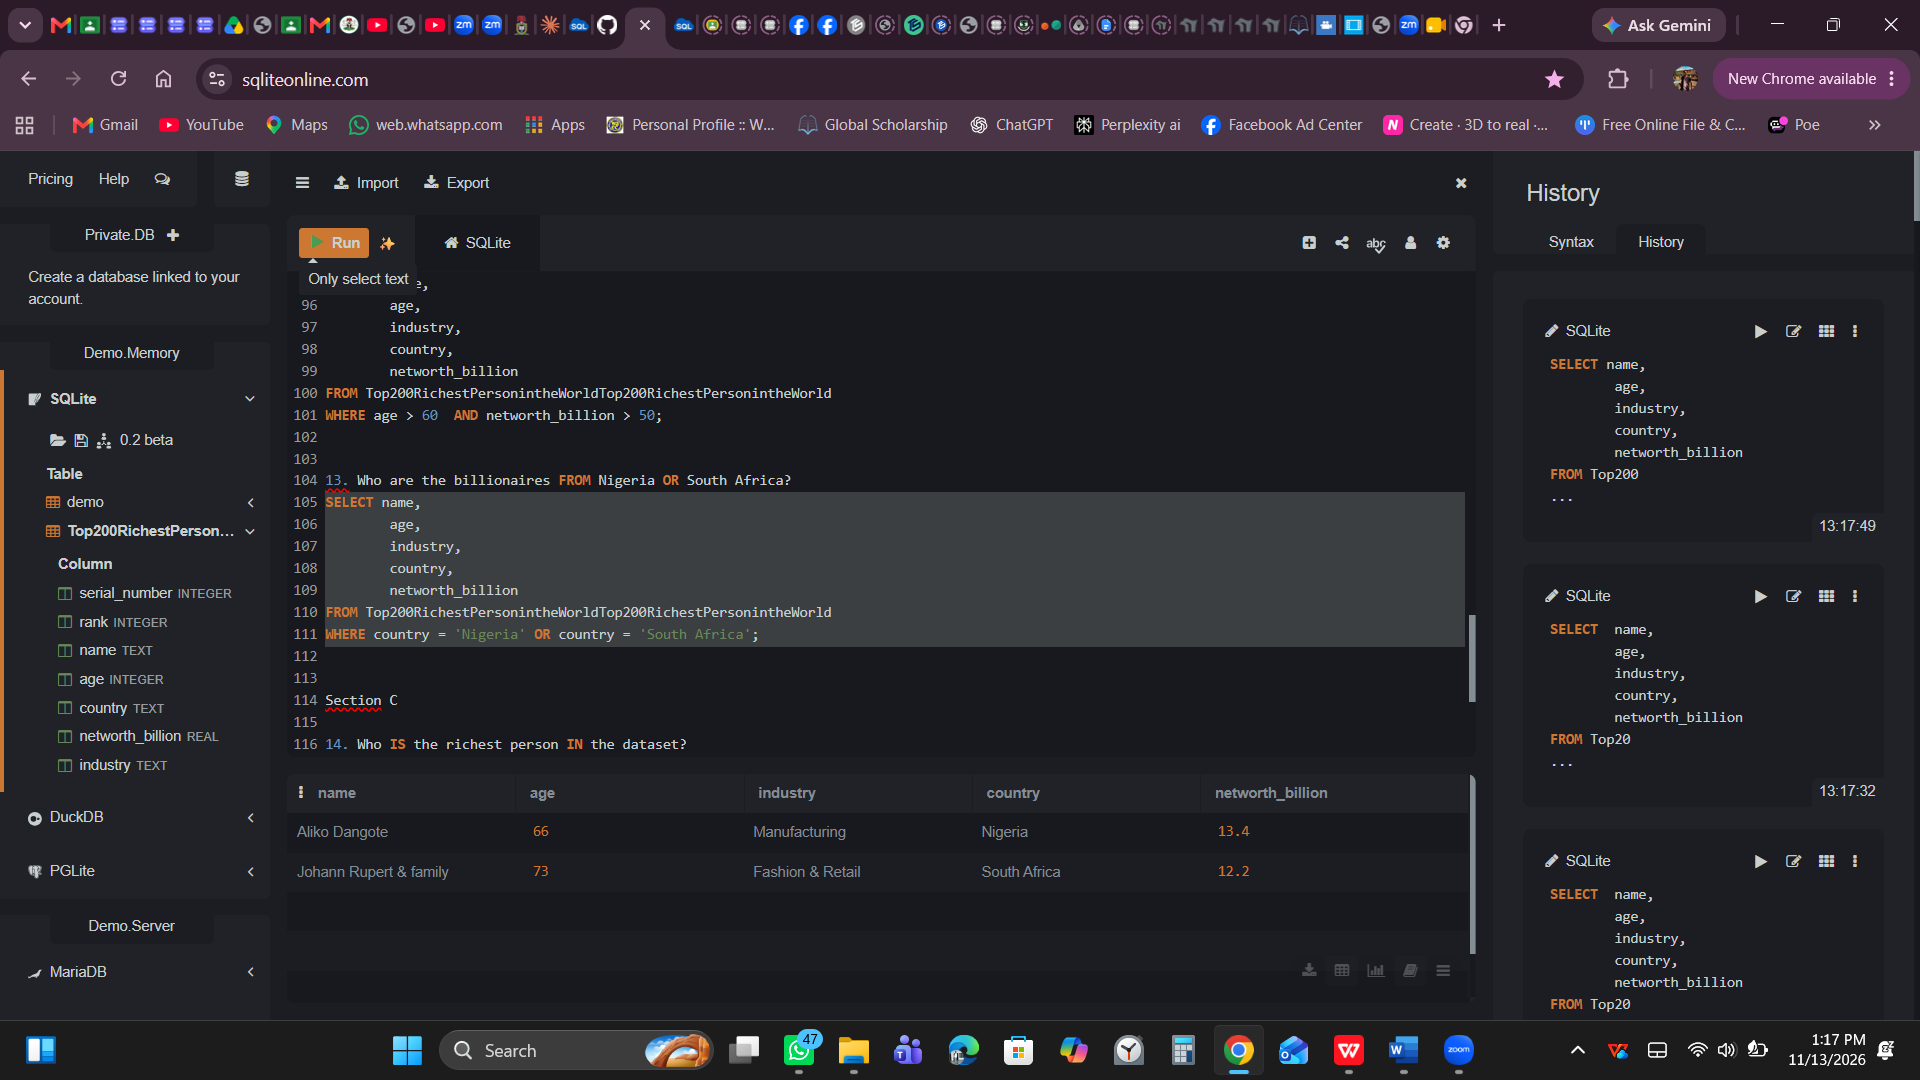 Ask Gemini
sqliteonline.com
New Chrome available
Gmail
YouTube
Maps
web.whatsapp.com
Apps
Personal Profile :: W...
Global Scholarship
ChatGPT
Perplexity ai
Facebook Ad Center
Create · 3D to real ·...
Free Online File & C...
Poe
Pricing
Help
Private.DB
Create a database linked to your
account.
Demo.Memory
SQLite
0.2 beta
Table
demo
Top200RichestPerson...
Column
serial_number INTEGER
rank INTEGER
name TEXT
age INTEGER
country TEXT
networth_billion REAL
industry TEXT
DuckDB
PGLite
Demo.Server
MariaDB
Import
Export
Run
SQLite
Only select text
96 age,
97 industry,
98 country,
99 networth_billion
100 FROM Top200RichestPersonintheWorldTop200RichestPersonintheWorld
101 WHERE age > 60 AND networth_billion > 50;
102
103
104 13. Who are the billionaires FROM Nigeria OR South Africa?
105 SELECT name,
106 age,
107 industry,
108 country,
109 networth_billion
110 FROM Top200RichestPersonintheWorldTop200RichestPersonintheWorld
111 WHERE country = 'Nigeria' OR country = 'South Africa';
112
113
114 Section C
115
116 14. Who IS the richest person IN the dataset?
name age industry country networth_billion
Aliko Dangote 66 Manufacturing Nigeria 13.4
Johann Rupert & family 73 Fashion & Retail South Africa 12.2
History
Syntax
History
SQLite
SELECT name,
age,
industry,
country,
networth_billion
FROM Top200
...
13:17:49
SQLite
SELECT name,
age,
industry,
country,
networth_billion
FROM Top20
...
13:17:32
SQLite
SELECT name,
age,
industry,
country,
networth_billion
FROM Top20
Search
47
1:17 PM
11/13/2026